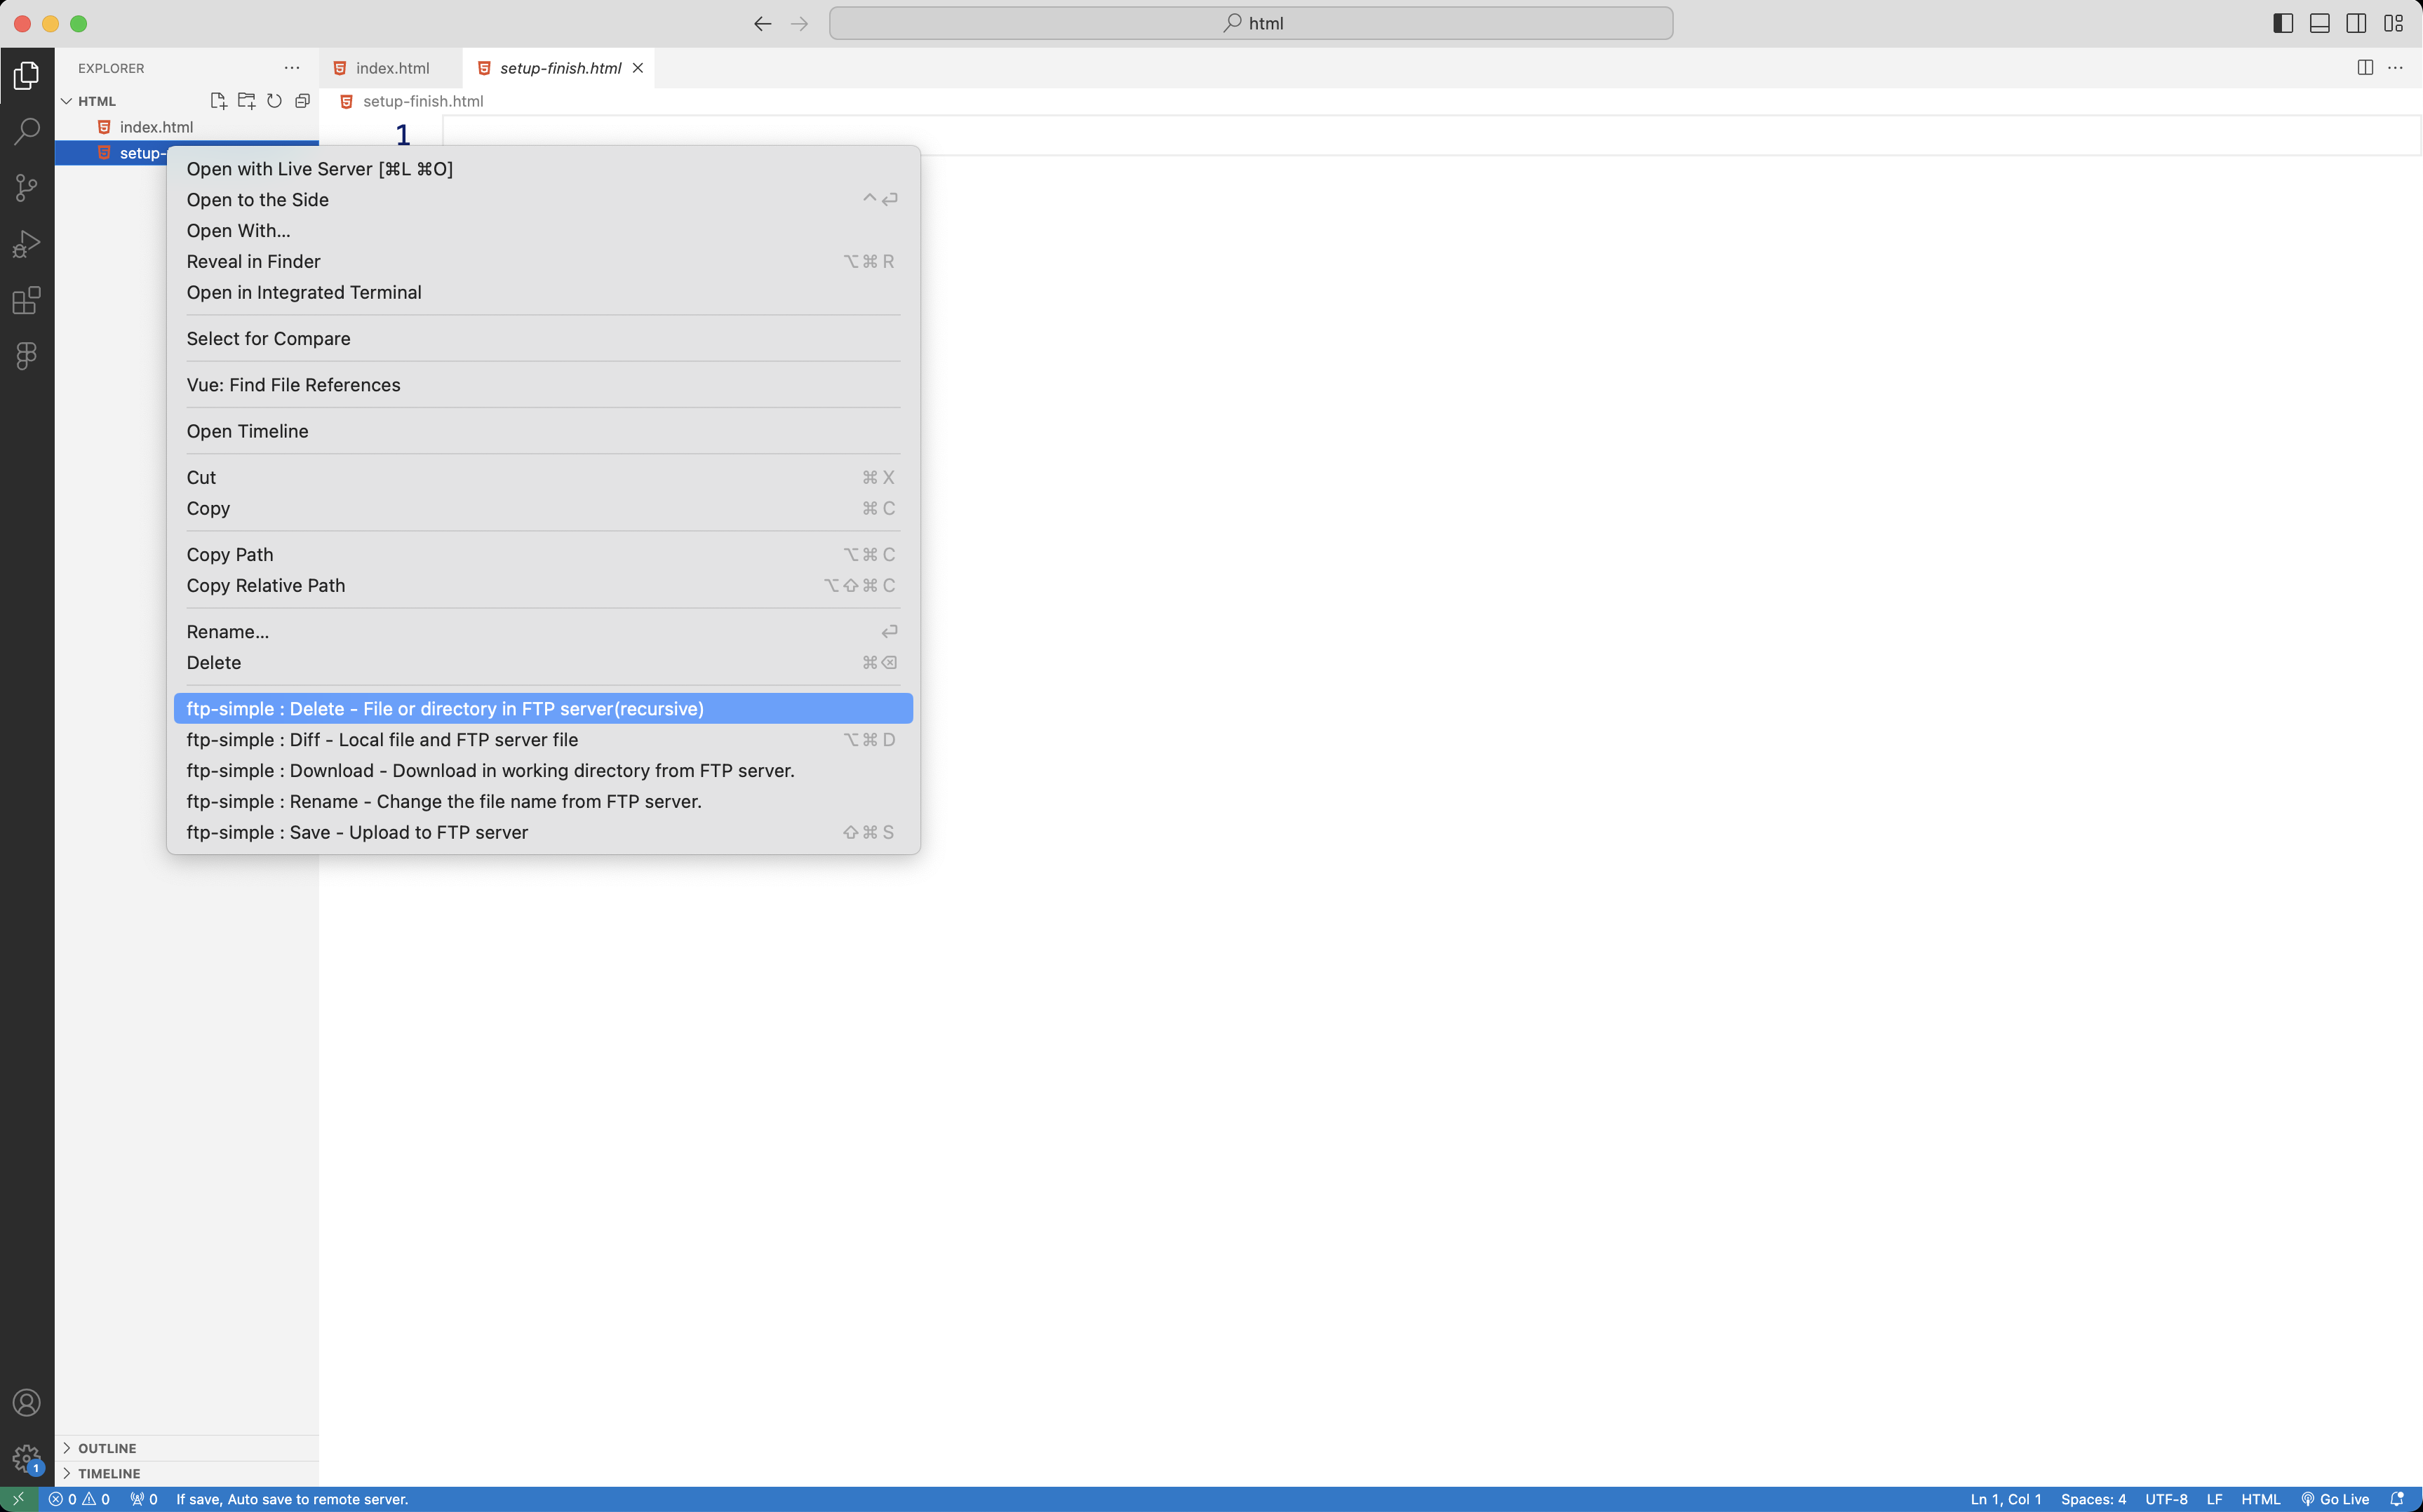 html
EXPLORER
index.html
setup-finish.html
HTML
setup-finish.html
index.html
1
setup-
Open with Live Server [⌘L ⌘O]
Open to the Side ^ ↩
Open With...
Reveal in Finder ⌥ ⌘ R
Open in Integrated Terminal
Select for Compare
Vue: Find File References
Open Timeline
Cut ⌘ X
Copy ⌘ C
Copy Path ⌥ ⌘ C
Copy Relative Path ⌥ ⇧ ⌘ C
Rename... ↩
Delete ⌘ ⌫
ftp-simple : Delete - File or directory in FTP server(recursive)
ftp-simple : Diff - Local file and FTP server file ⌥ ⌘ D
ftp-simple : Download - Download in working directory from FTP server.
ftp-simple : Rename - Change the file name from FTP server.
ftp-simple : Save - Upload to FTP server ⇧ ⌘ S
OUTLINE
1
TIMELINE
0 0 0 If save, Auto save to remote server. Ln 1, Col 1 Spaces: 4 UTF-8 LF HTML Go Live